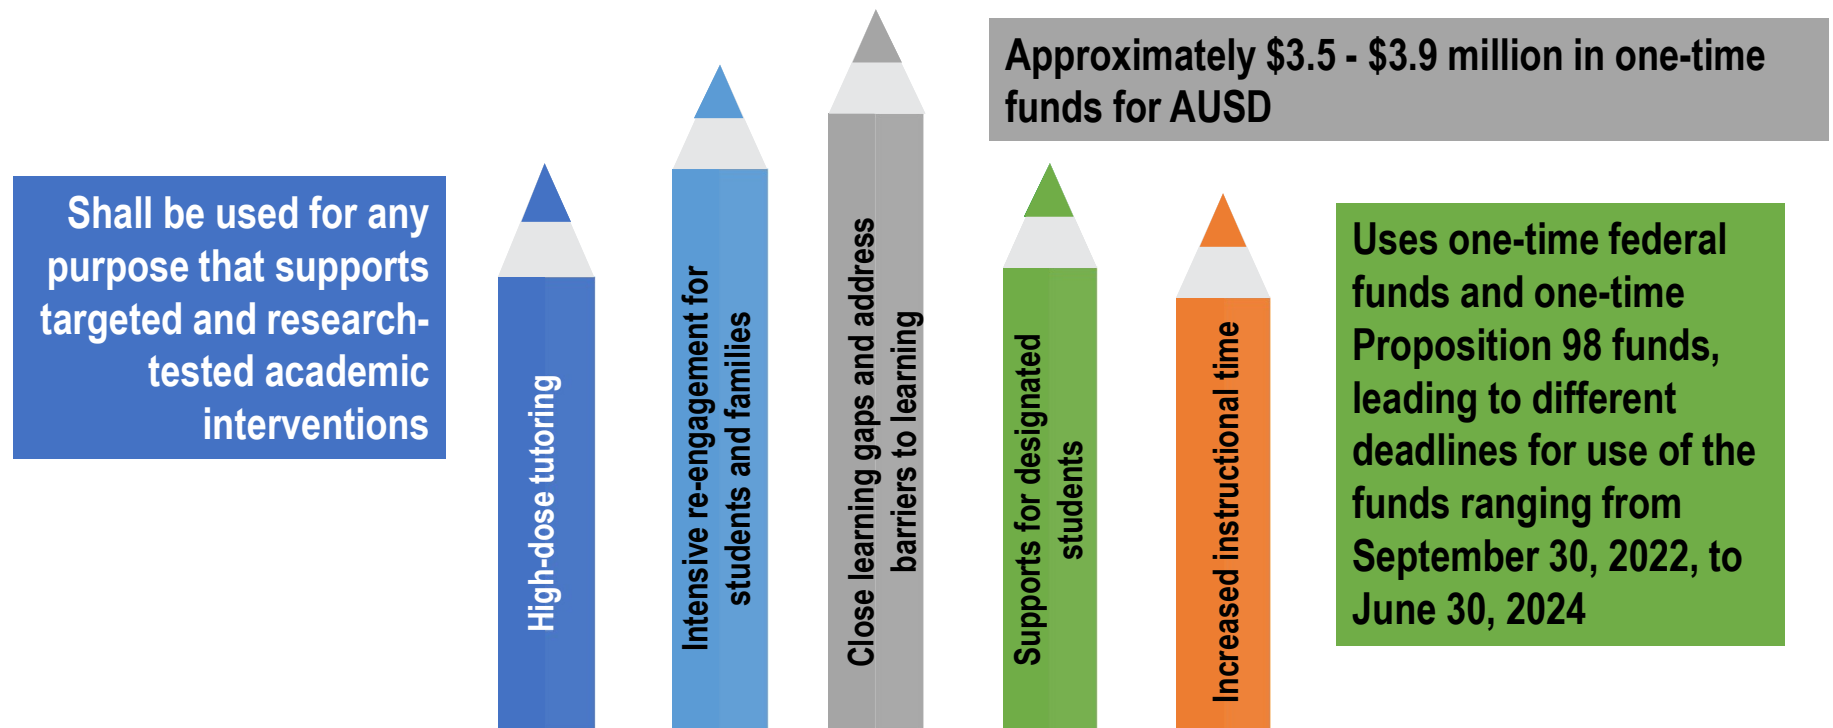 Approximately $3.5 - $3.9 million in one-time
funds for AUSD
Shall be used for any
purpose that supports
targeted and research-
tested academic
interventions
High-dose tutoring
Intensive re-engagement for
students and families
Close learning gaps and address
barriers to learning
Supports for designated
students
Increased instructional time
Uses one-time federal
funds and one-time
Proposition 98 funds,
leading to different
deadlines for use of the
funds ranging from
September 30, 2022, to
June 30, 2024